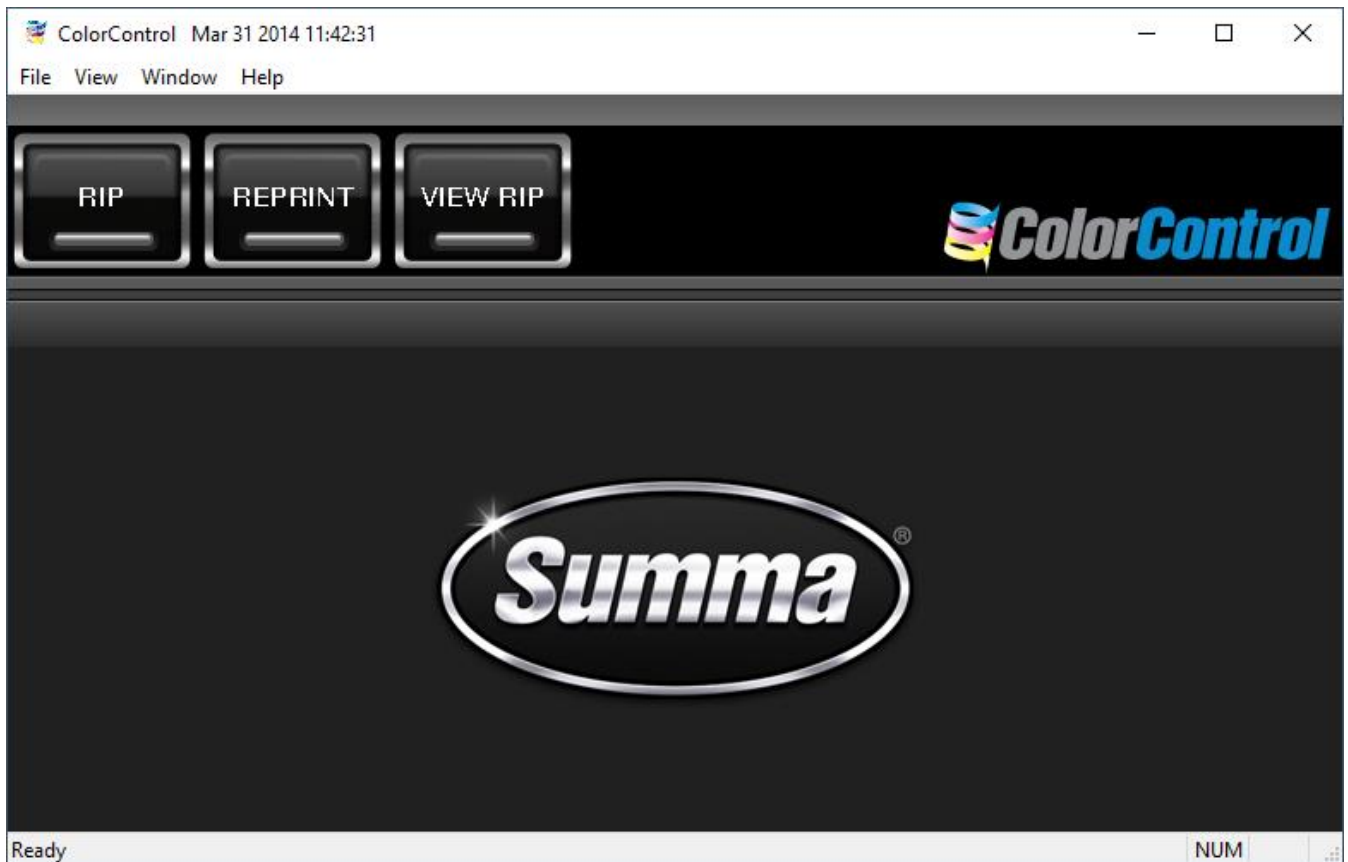 ColorControl Mar 31 2014 11:42:31
File View Window Help
RIP REPRINT VIEW RIP
ColorControl
Summa®
Ready NUM